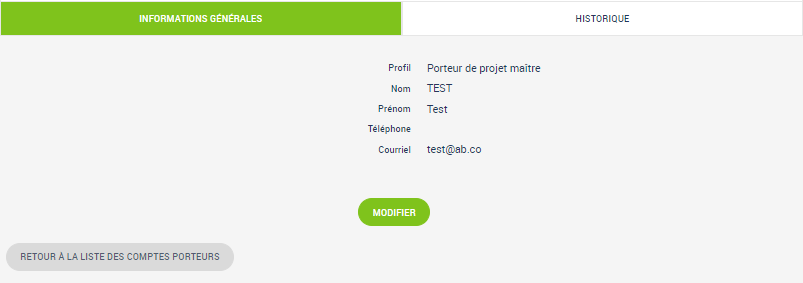 INFORMATIONS GÉNÉRALES HISTORIQUE
Profil Porteur de projet maître
Nom TEST
Prénom Test
Téléphone
Courriel test@ab.co
MODIFIER
RETOUR À LA LISTE DES COMPTES PORTEURS